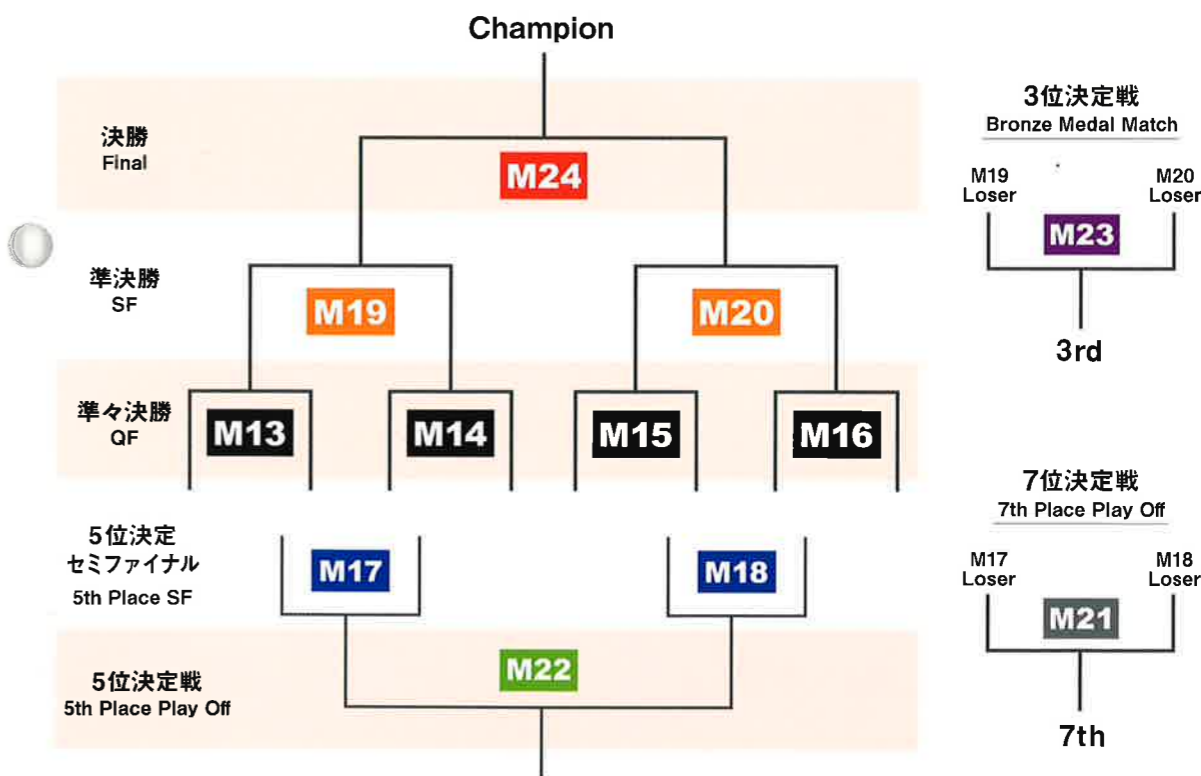 Champion
決勝
Final
M24
準決勝
SF
M19
M20
準々決勝
QF
M13
M14
M15
M16
5位決定
セミファイナル
5th Place SF
M17
M18
5位決定戦
5th Place Play Off
M22
3位決定戦
Bronze Medal Match
M19
Loser
M20
Loser
M23
3rd
7位決定戦
7th Place Play Off
M17
Loser
M18
Loser
M21
7th